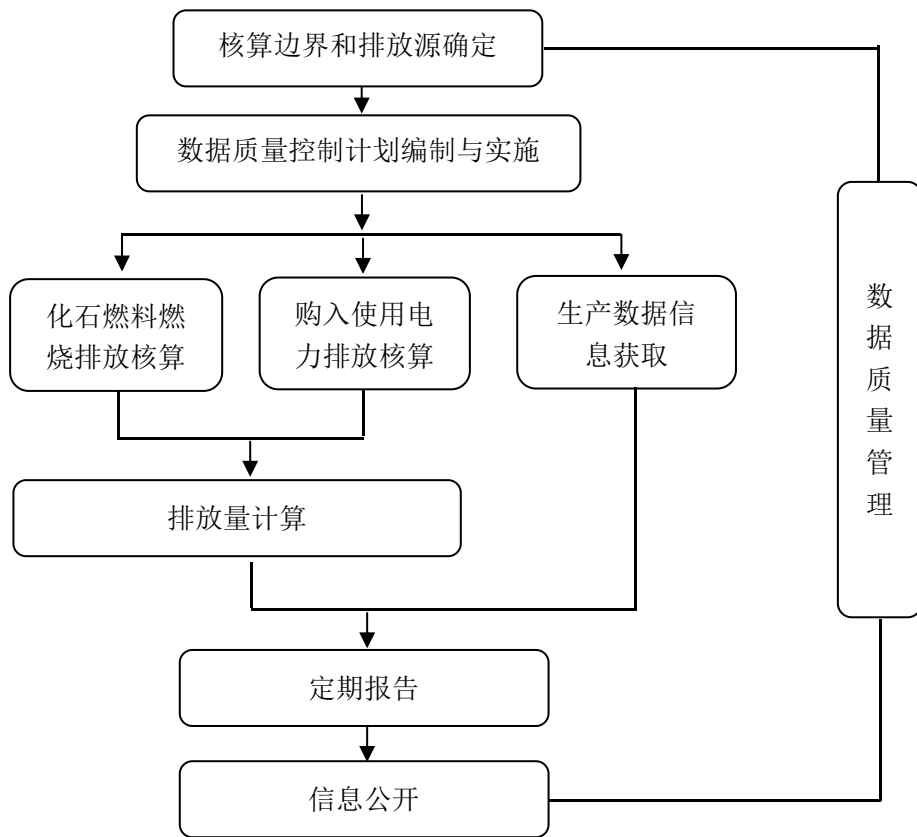 核算边界和排放源确定
数据质量控制计划编制与实施
化石燃料燃
烧排放核算
购入使用电
力排放核算
生产数据信
息获取
排放量计算
定期报告
信息公开
数
据
质
量
管
理